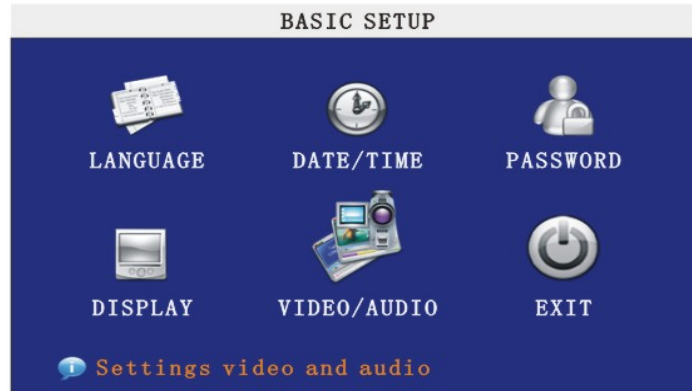 BASIC SETUP
LANGUAGE DATE/TIME PASSWORD
DISPLAY VIDEO/AUDIO EXIT
Settings video and audio